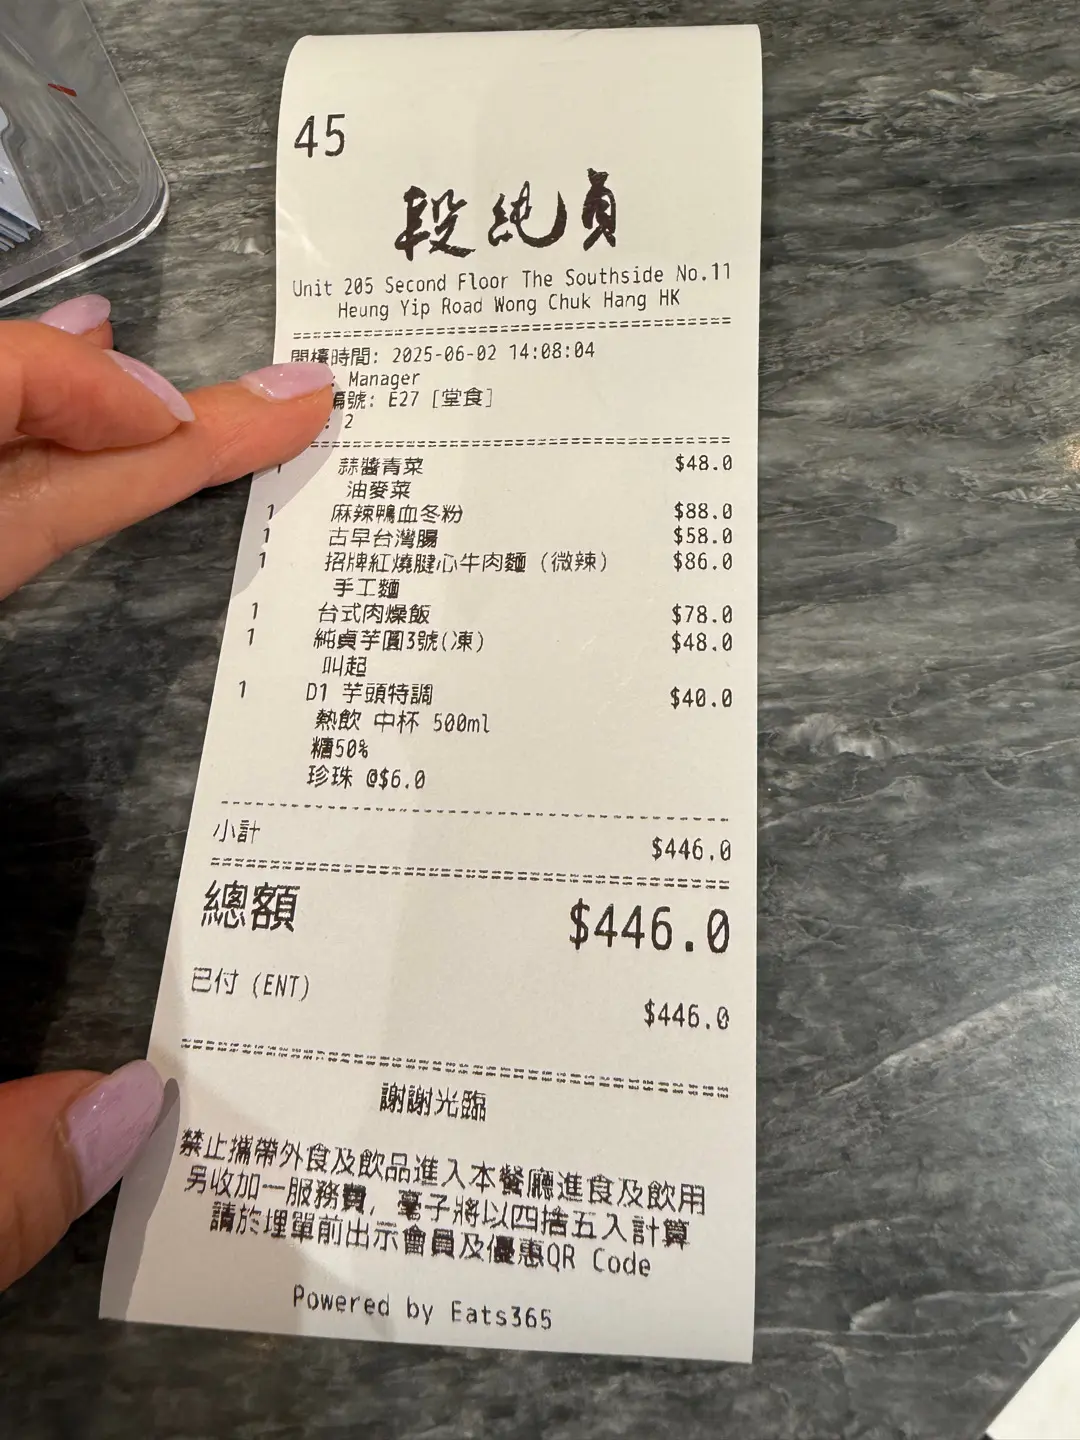 45
段純貞
Unit 205 Second Floor The Southside No.11
Heung Yip Road Wong Chuk Hang HK
開檯時間: 2025-06-02 14:08:04
: Manager
編號: E27 [堂食]
: 2
1 蒜醬青菜 $48.0
油麥菜
1 麻辣鴨血冬粉 $88.0
1 古早台灣腸 $58.0
1 招牌紅燒腱心牛肉麵 (微辣) $86.0
手工麵
1 台式肉燥飯 $78.0
1 純貞芋圓3號(凍) $48.0
叫起
1 D1 芋頭特調 $40.0
熱飲 中杯 500ml
糖50%
珍珠 @$6.0
小計 $446.0
總額 $446.0
已付 (ENT) $446.0
謝謝光臨
禁止攜帶外食及飲品進入本餐廳進食及飲用
另收加一服務費, 毫子將以四捨五入計算
請於埋單前出示會員及優惠QR Code
Powered by Eats365